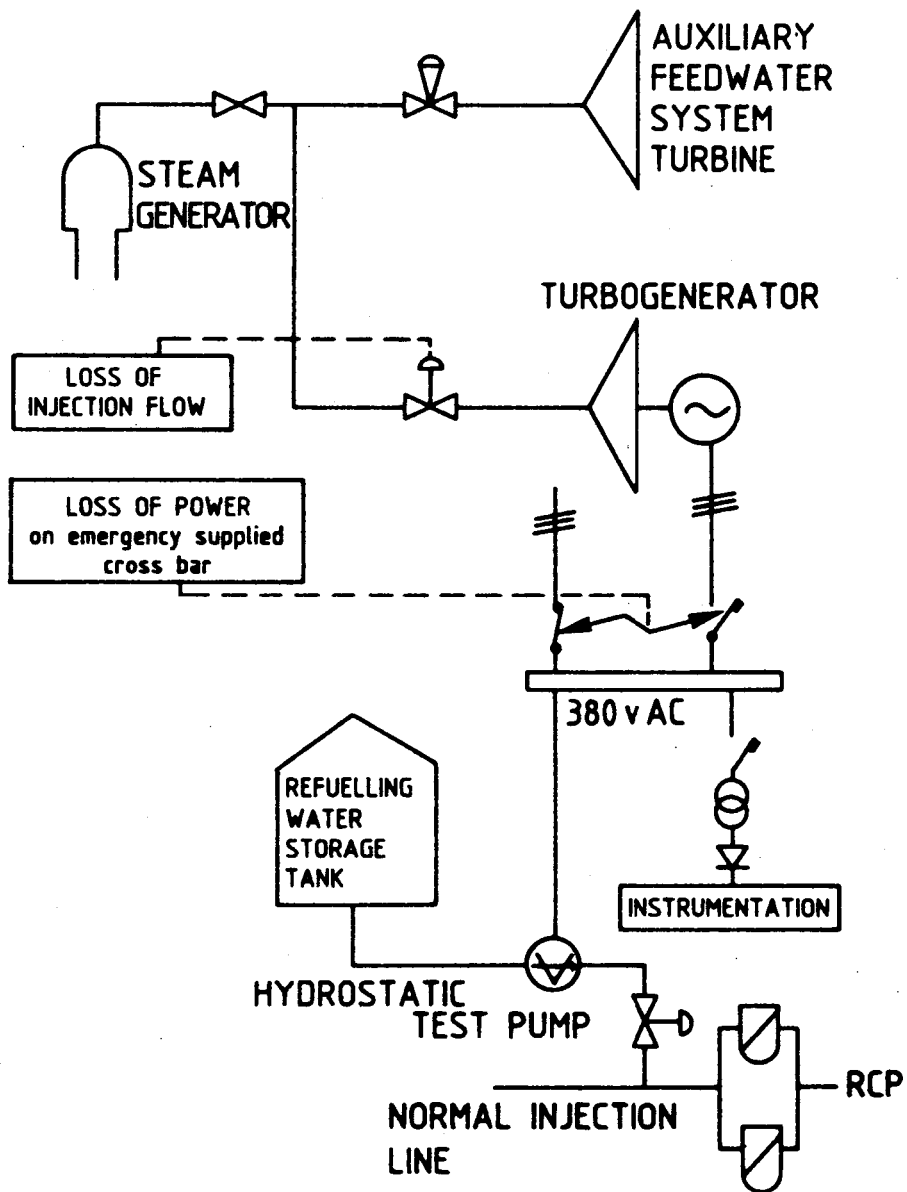 AUXILIARY
FEEDWATER
SYSTEM
TURBINE
STEAM
GENERATOR
TURBOGENERATOR
LOSS OF
INJECTION FLOW
LOSS OF POWER
on emergency supplied
cross bar
380 v AC
REFUELLING
WATER
STORAGE
TANK
INSTRUMENTATION
HYDROSTATIC
TEST PUMP
RCP
NORMAL INJECTION
LINE